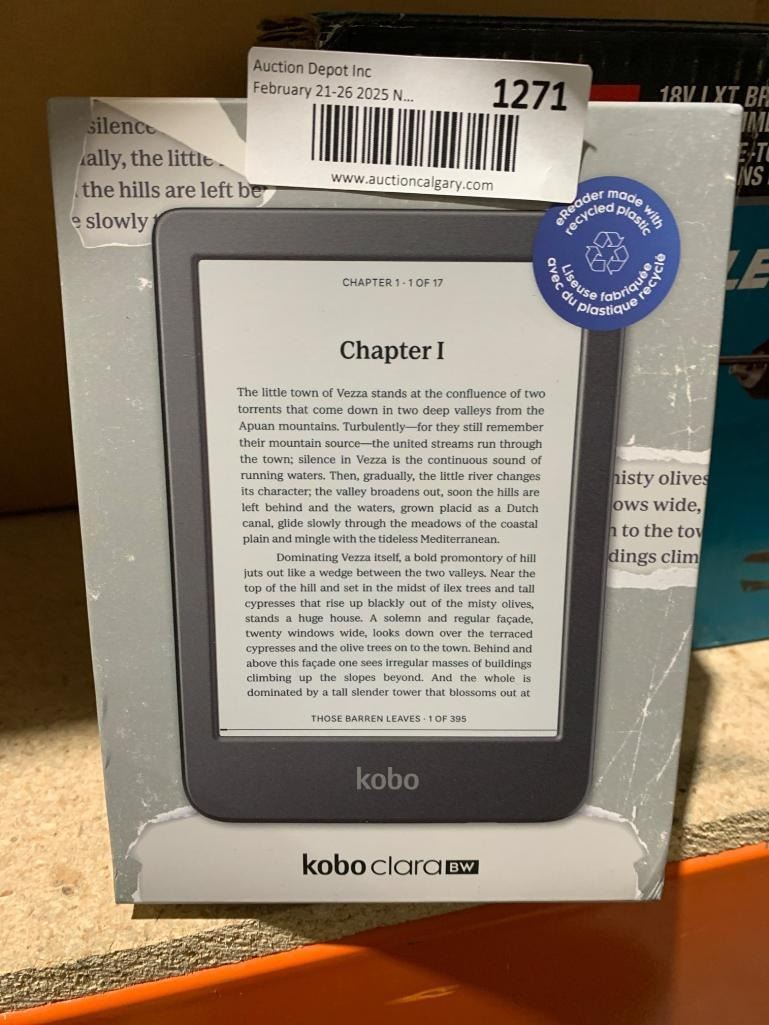 Auction Depot Inc
February 21-26 2025 N...
1271
www.auctioncalgary.com
18V LXT
silence
ally, the little
the hills are left be
e slowly
eReader made with
recycled plastic
Liseuse fabriquée
avec du plastique recyclé
CHAPTER 1 · 1 OF 17
Chapter I
The little town of Vezza stands at the confluence of two
torrents that come down in two deep valleys from the
Apuan mountains. Turbulently—for they still remember
their mountain source—the united streams run through
the town; silence in Vezza is the continuous sound of
running waters. Then, gradually, the little river changes
its character; the valley broadens out, soon the hills are
left behind and the waters, grown placid as a Dutch
canal, glide slowly through the meadows of the coastal
plain and mingle with the tideless Mediterranean.
Dominating Vezza itself, a bold promontory of hill
juts out like a wedge between the two valleys. Near the
top of the hill and set in the midst of ilex trees and tall
cypresses that rise up blackly out of the misty olives,
stands a huge house. A solemn and regular façade,
twenty windows wide, looks down over the terraced
cypresses and the olive trees on to the town. Behind and
above this façade one sees irregular masses of buildings
climbing up the slopes beyond. And the whole is
dominated by a tall slender tower that blossoms out at
THOSE BARREN LEAVES · 1 OF 395
misty olives
ows wide,
n to the tow
dings clim
kobo
kobo clara BW